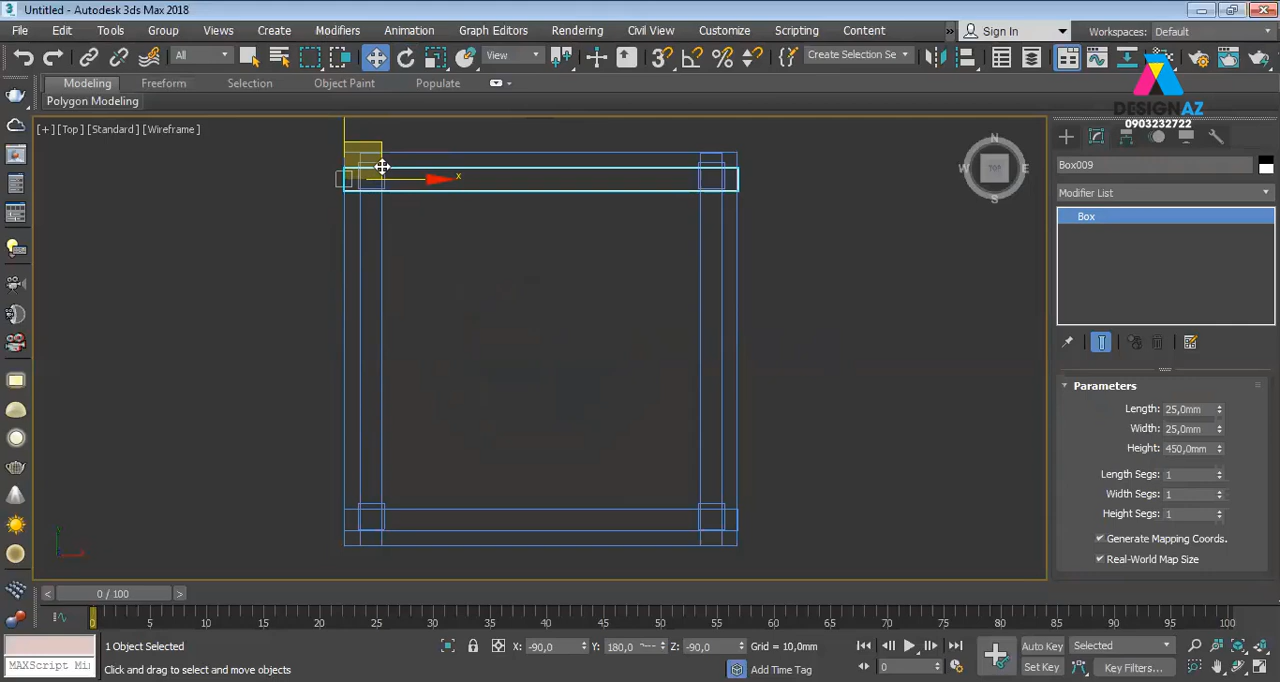 Untitled - Autodesk 3ds Max 2018
File Edit Tools Group Views Create Modifiers Animation Graph Editors Rendering Civil View Customize Scripting Content » Sign In Workspaces: Default
All View Create Selection Se
Modeling Freeform Selection Object Paint Populate
Polygon Modeling
DESIGNAZ
0903232722
[+] [Top] [Standard] [Wireframe]
N
W TOP E
S
x
Box009
Modifier List
Box
Parameters
Length: 25,0mm
Width: 25,0mm
Height: 450,0mm
Length Segs: 1
Width Segs: 1
Height Segs: 1
Generate Mapping Coords.
Real-World Map Size
< 0 / 100 >
0 5 10 15 20 25 30 35 40 45 50 55 60 65 70 75 80 85 90 95 100
1 Object Selected X: -90,0 Y: 180,0 Z: -90,0 Grid = 10,0mm Auto Key Selected
MAXScript Mi Click and drag to select and move objects Add Time Tag 0 Set Key Key Filters...